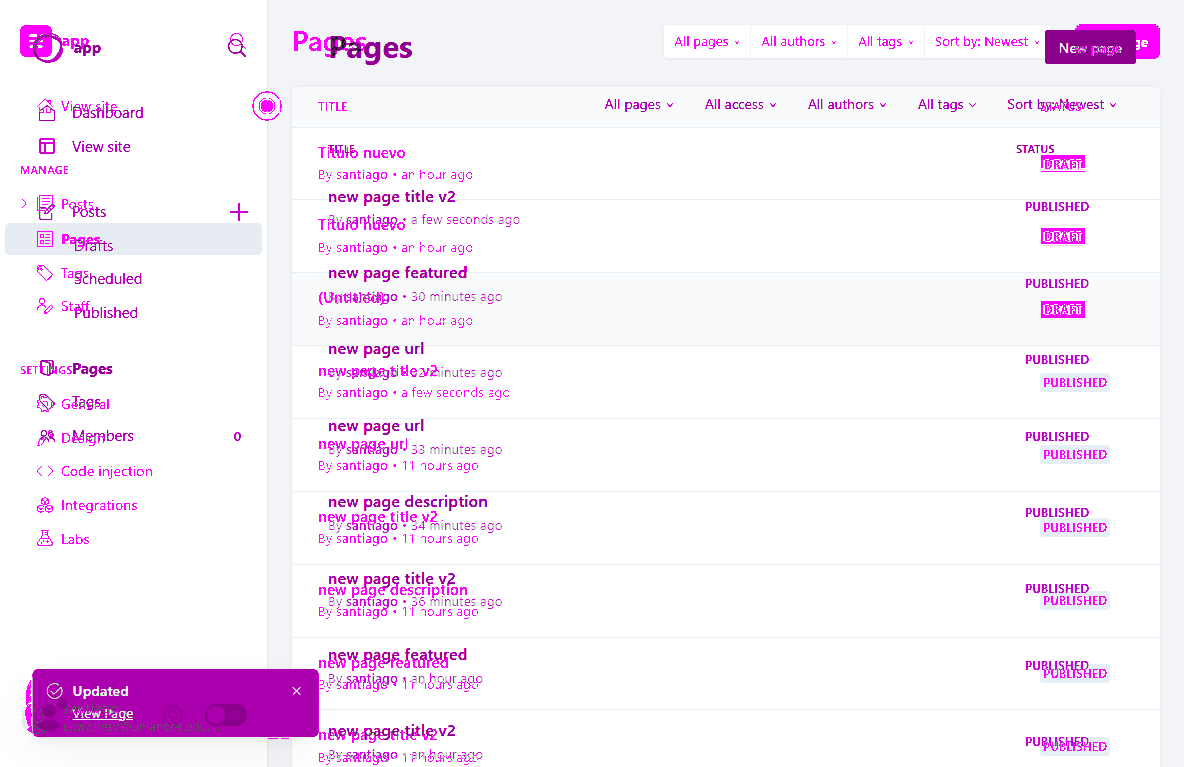 app
app
Pages
Pages
All pages
All authors
All tags
Sort by: Newest
New page
View site
Dashboard
View site
MANAGE
Posts
Posts
Pages
Drafts
Tags
Scheduled
Staff
Published
SETTINGS
Pages
General
Tags
Design
Members
0
Code injection
Integrations
Labs
TITLE
All pages
All access
All authors
All tags
Sort by: Newest
STATUS
TITLE
STATUS
Titulo nuevo
By santiago • an hour ago
DRAFT
new page title v2
By santiago • a few seconds ago
PUBLISHED
Titulo nuevo
By santiago • an hour ago
DRAFT
new page featured
By santiago • 30 minutes ago
PUBLISHED
(Untitled)
By santiago • an hour ago
DRAFT
new page url
By santiago • 32 minutes ago
PUBLISHED
new page title v2
By santiago • a few seconds ago
PUBLISHED
new page url
By santiago • 33 minutes ago
PUBLISHED
new page url
By santiago • 11 hours ago
PUBLISHED
new page description
By santiago • 34 minutes ago
PUBLISHED
new page title v2
By santiago • 11 hours ago
PUBLISHED
new page title v2
By santiago • 36 minutes ago
PUBLISHED
new page description
By santiago • 11 hours ago
PUBLISHED
new page featured
By santiago • an hour ago
PUBLISHED
new page featured
By santiago • 11 hours ago
PUBLISHED
new page title v2
By santiago • an hour ago
PUBLISHED
new page title v2
By santiago • 11 hours ago
PUBLISHED
Updated
View Page